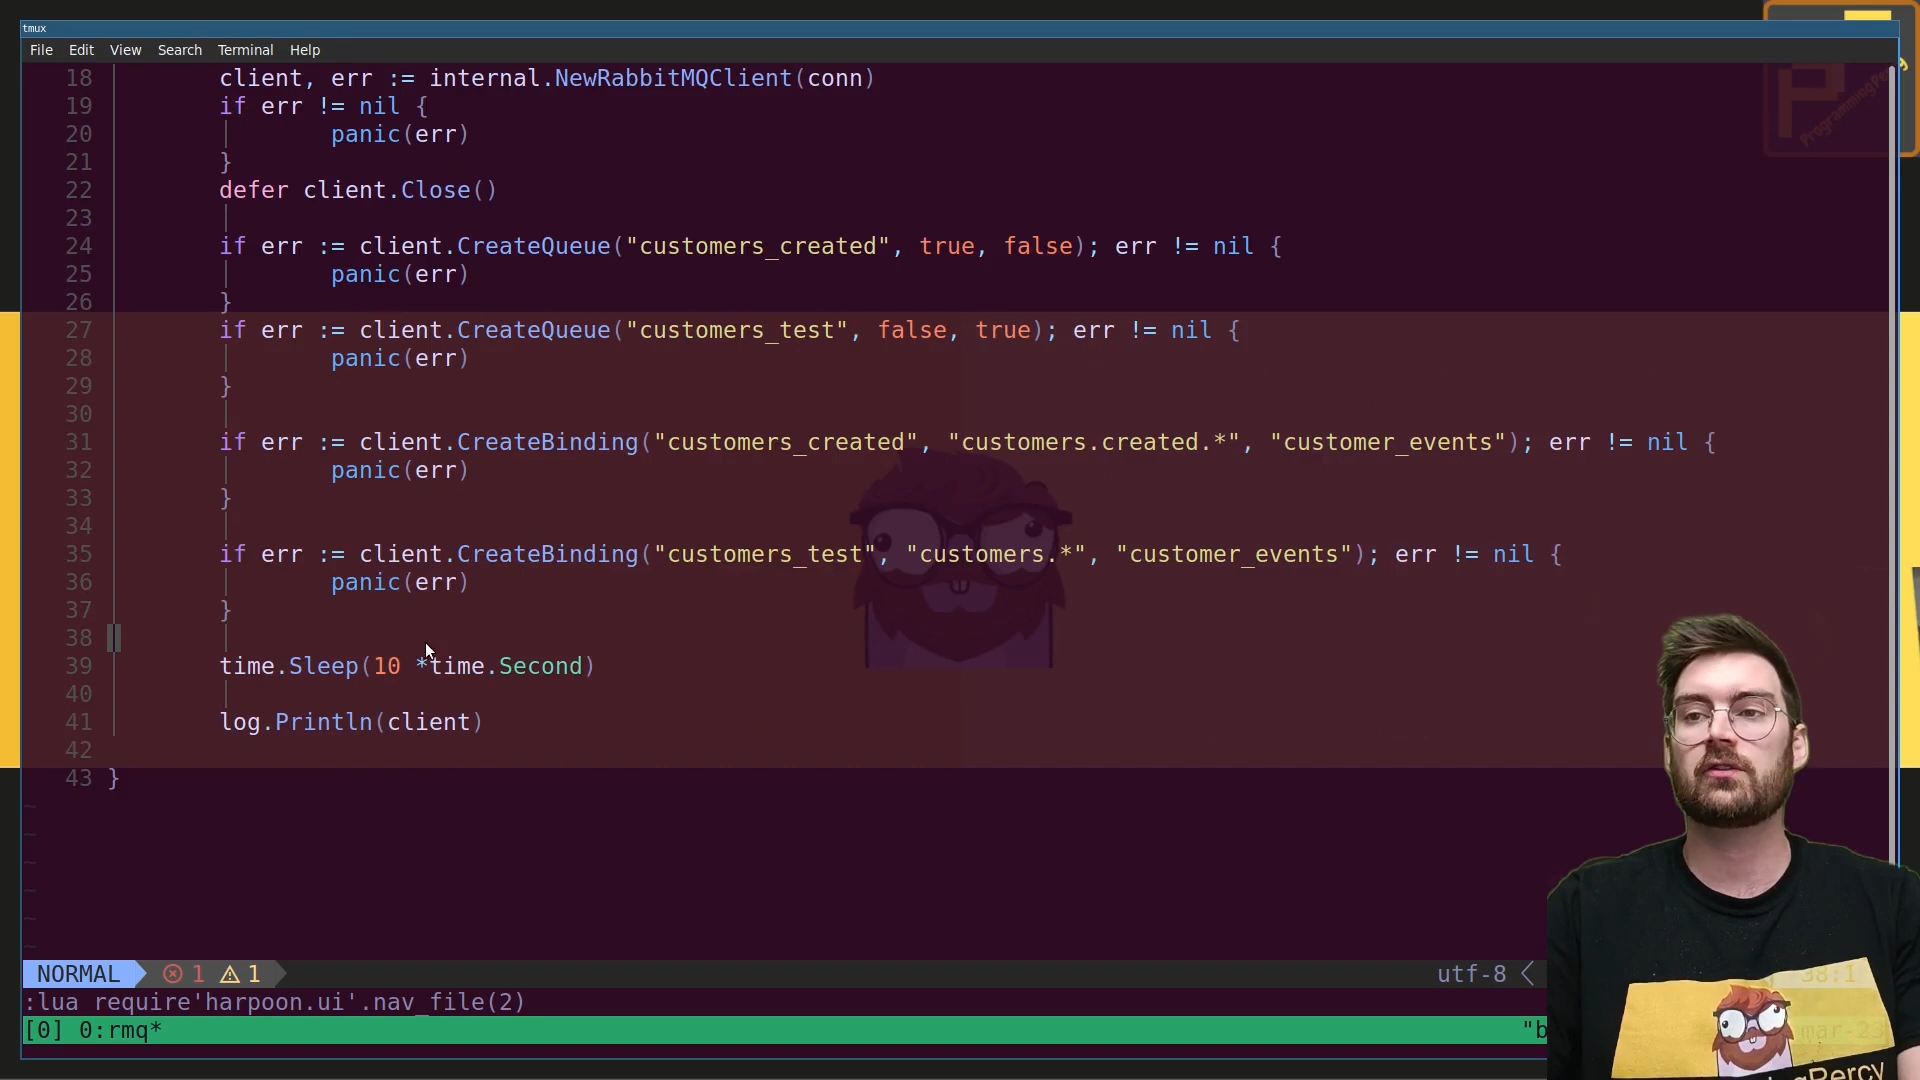 tmux
File Edit View Search Terminal Help
18 client, err := internal.NewRabbitMQClient(conn)
19 if err != nil {
20 panic(err)
21 }
22 defer client.Close()
23
24 if err := client.CreateQueue("customers_created", true, false); err != nil {
25 panic(err)
26 }
27 if err := client.CreateQueue("customers_test", false, true); err != nil {
28 panic(err)
29 }
30
31 if err := client.CreateBinding("customers_created", "customers.created.*", "customer_events"); err != nil {
32 panic(err)
33 }
34
35 if err := client.CreateBinding("customers_test", "customers.*", "customer_events"); err != nil {
36 panic(err)
37 }
38
39 time.Sleep(10 *time.Second)
40
41 log.Println(client)
42
43 }
~
~
~
~
~
~
NORMAL 1 1 utf-8 38:1
:lua require'harpoon.ui'.nav_file(2)
[0] 0:rmq* "b